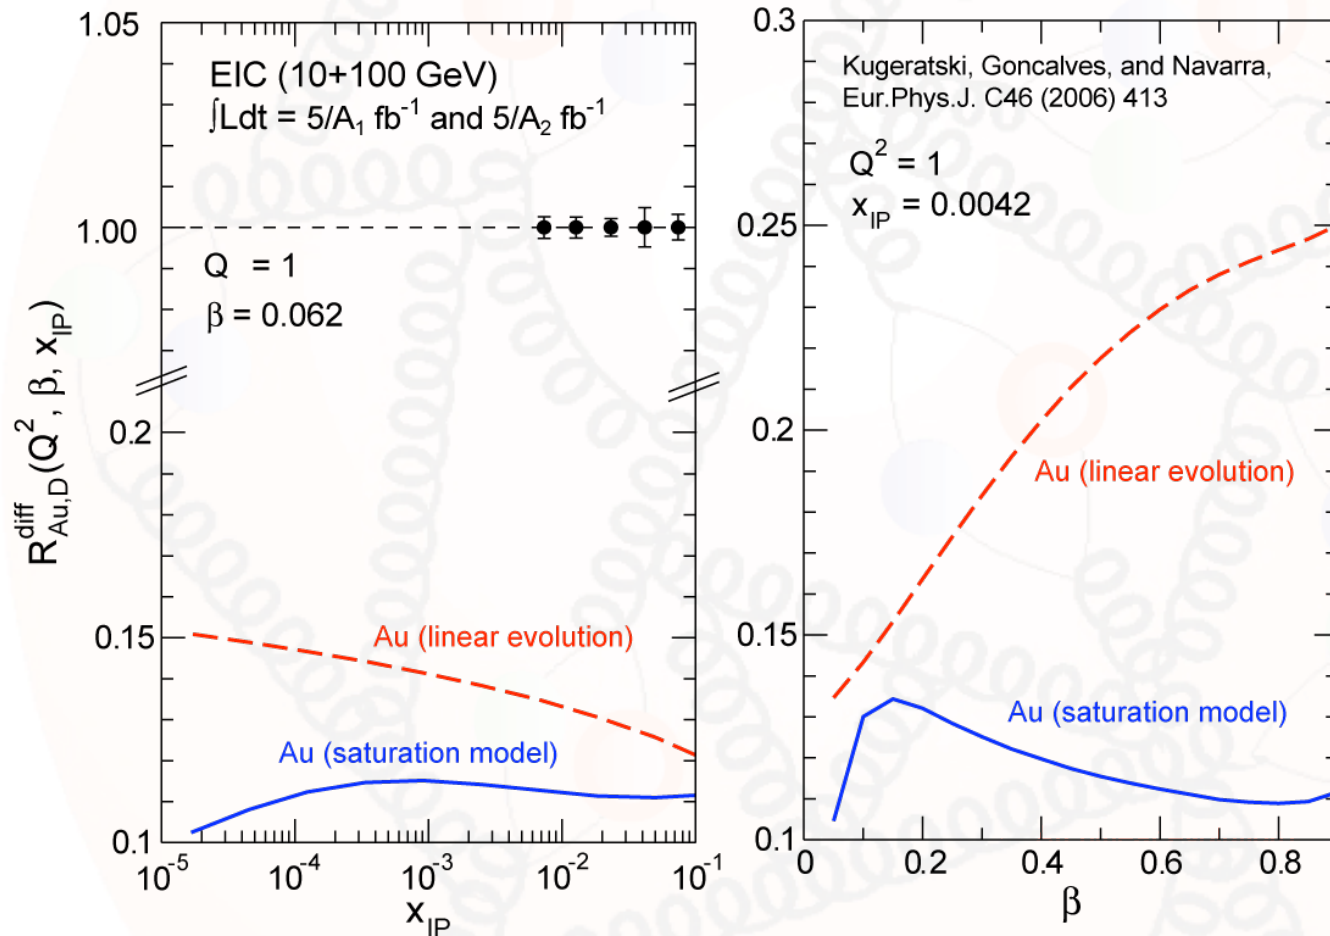 1.05
EIC (10+100 GeV)
∫Ldt = 5/A₁ fb⁻¹ and 5/A₂ fb⁻¹
1.00
Q = 1
β = 0.062
R^diff_Au,D(Q², β, x_IP)
0.2
0.15
Au (linear evolution)
Au (saturation model)
0.1
10⁻⁵ 10⁻⁴ 10⁻³ 10⁻² 10⁻¹
x_IP
0.3
Kugeratski, Goncalves, and Navarra,
Eur.Phys.J. C46 (2006) 413
Q² = 1
x_IP = 0.0042
0.25
0.2
Au (linear evolution)
0.15
Au (saturation model)
0.1
0 0.2 0.4 0.6 0.8
β